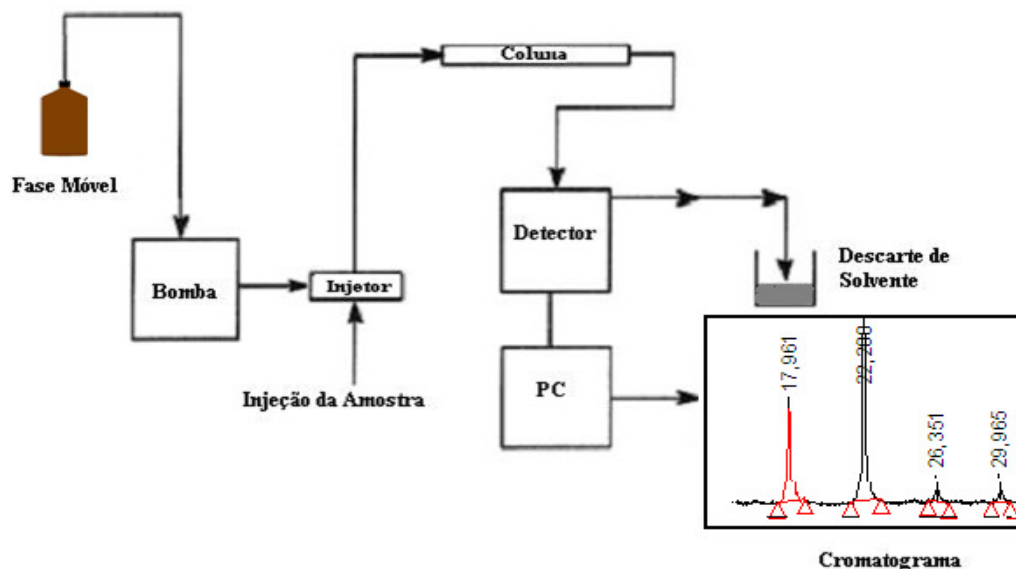 Coluna
Fase Móvel
Bomba
Injetor
Injeção da Amostra
Detector
Descarte de
Solvente
PC
17,961
22,200
26,351
29,965
Cromatograma